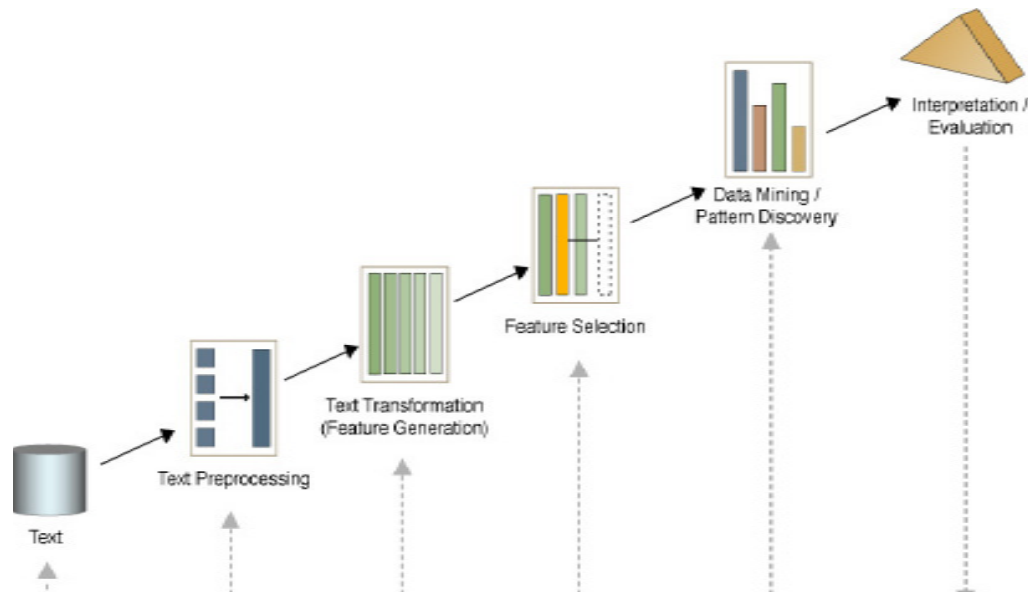 Interpretation /
Evaluation
Data Mining /
Pattern Discovery
Feature Selection
Text Transformation
(Feature Generation)
Text Preprocessing
Text